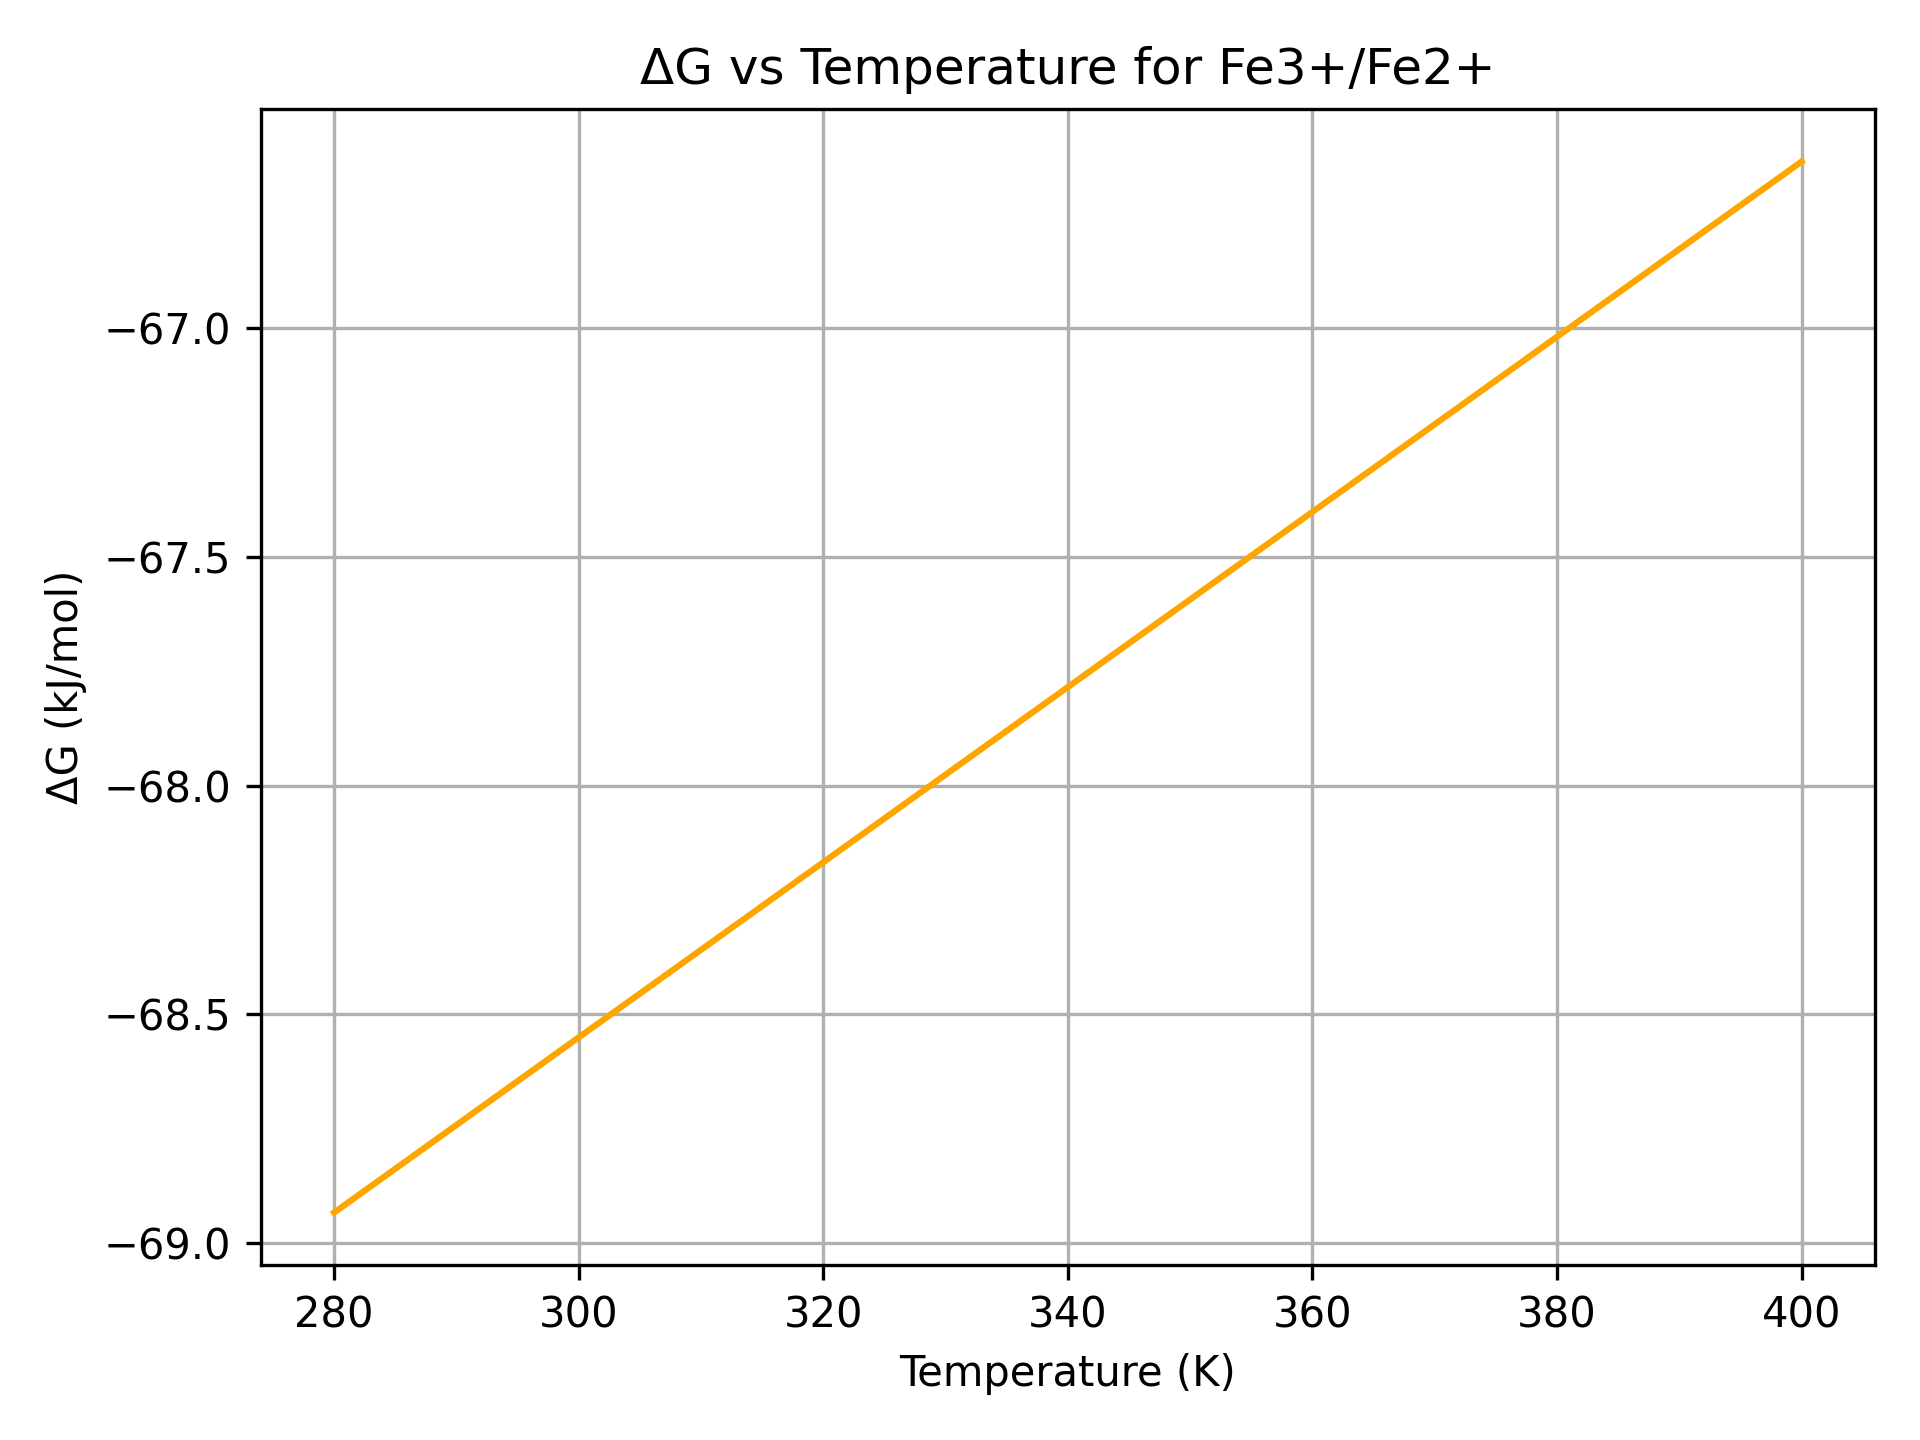 ΔG vs Temperature for Fe3+/Fe2+
ΔG (kJ/mol)
−67.0
−67.5
−68.0
−68.5
−69.0
280 300 320 340 360 380 400
Temperature (K)